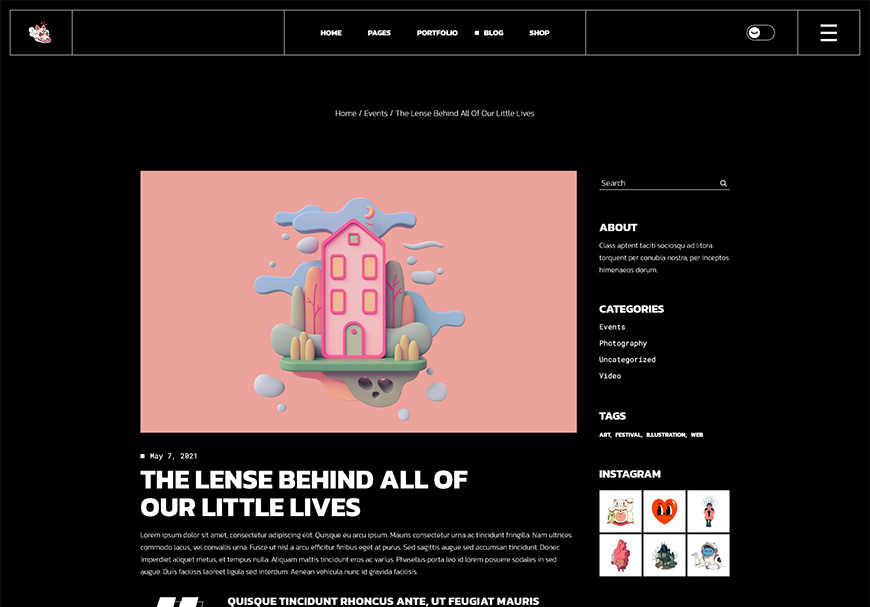 HOME PAGES PORTFOLIO BLOG SHOP
Home / Events / The Lense Behind All Of Our Little Lives
May 7, 2021
THE LENSE BEHIND ALL OF
OUR LITTLE LIVES
Lorem ipsum dolor sit amet, consectetur adipiscing elit. Quisque eu arcu ipsum. Mauris consectetur urna ac tincidunt fringilla. Nam ultrices
commodo lacus, vel convallis urna. Fusce ut nisl a arcu efficitur finibus eget at purus. Sed sagittis augue sed accumsan tincidunt. Donec
imperdiet aliquet metus, et tempus nulla. Aliquam mattis tincidunt eros ac varius. Phasellus porta leo id lorem posuere sodales in sed
augue. Duis facilisis laoreet ligula sed interdum. Aenean vehicula nunc id gravida facilisis.
QUISQUE TINCIDUNT RHONCUS ANTE, UT FEUGIAT MAURIS
Search
ABOUT
Class aptent taciti sociosqu ad litora
torquent per conubia nostra, per inceptos
himenaeos dorum.
CATEGORIES
Events
Photography
Uncategorized
Video
TAGS
ART, FESTIVAL, ILLUSTRATION, WEB
INSTAGRAM